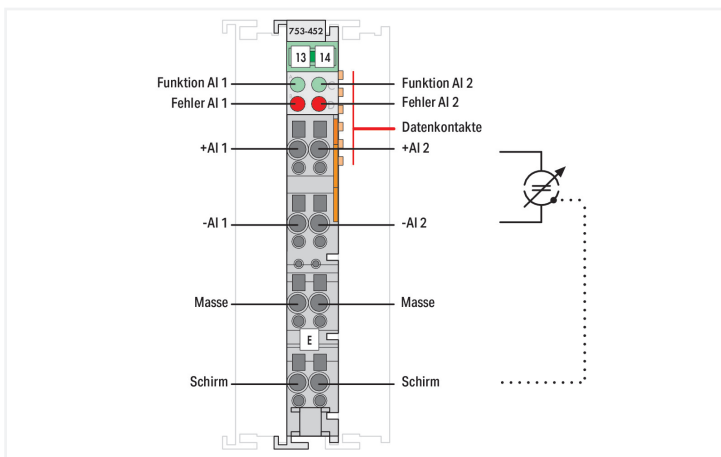 753-452
13 14
Funktion AI 1
A C
Funktion AI 2
Fehler AI 1
B D
Fehler AI 2
Datenkontakte
+AI 1
+AI 2
-AI 1
-AI 2
Masse
Masse
E
Schirm
Schirm